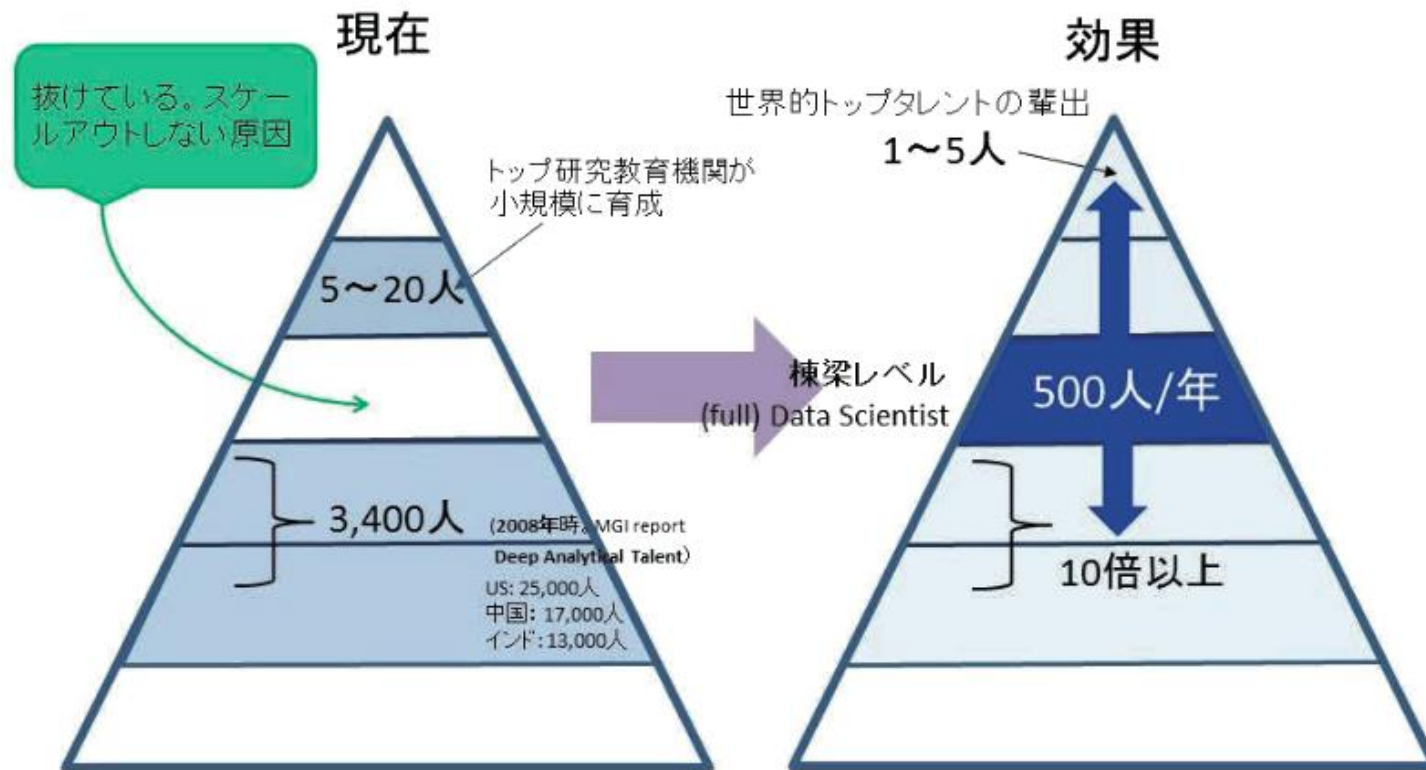 現在
抜けている。スケー
ルアウトしない原因
トップ研究教育機関が
小規模に育成
5～20人
3,400人
(2008年時。MGI report
Deep Analytical Talent)
US: 25,000人
中国: 17,000人
インド: 13,000人
効果
世界的トップタレントの輩出
1～5人
棟梁レベル
(full) Data Scientist
500人/年
10倍以上